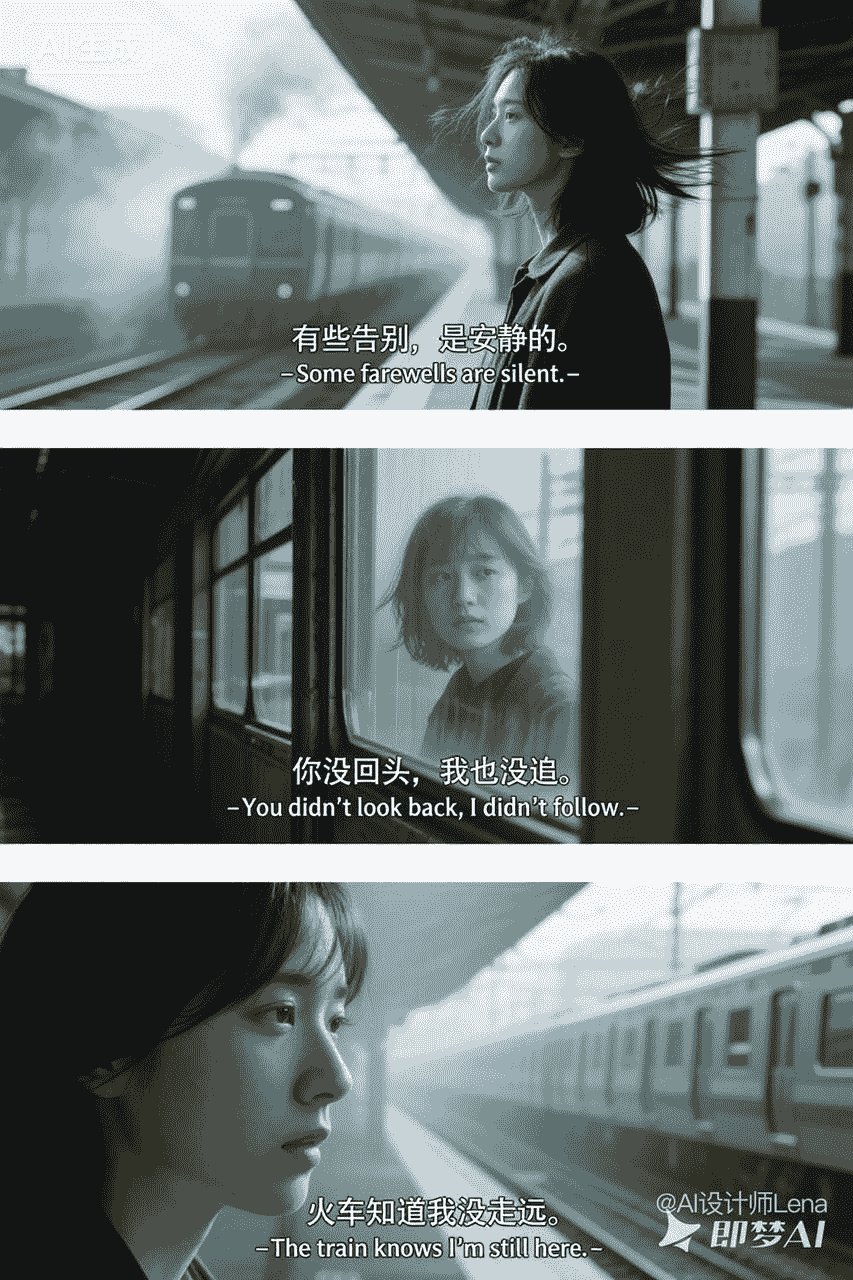 AI生成
有些告别，是安静的。
–Some farewells are silent.–
你没回头，我也没追。
–You didn't look back, I didn't follow.–
火车知道我没走远。
–The train knows I'm still here.–
@AI设计师Lena
即梦AI